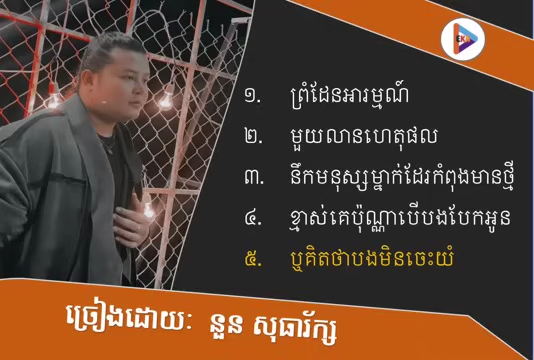 ១. ព្រំដែនអារម្មណ៍
២. មួយលានហេតុផល
៣. នឹកមនុស្សម្នាក់ដែរកំពុងមានថ្មី
៤. ខ្មាស់គេប៉ុណ្ណាបើបងបែកអូន
៥. ឬគិតថាបងមិនចេះយំ
ច្រៀងដោយៈ នួន សុធារ័ក្ស